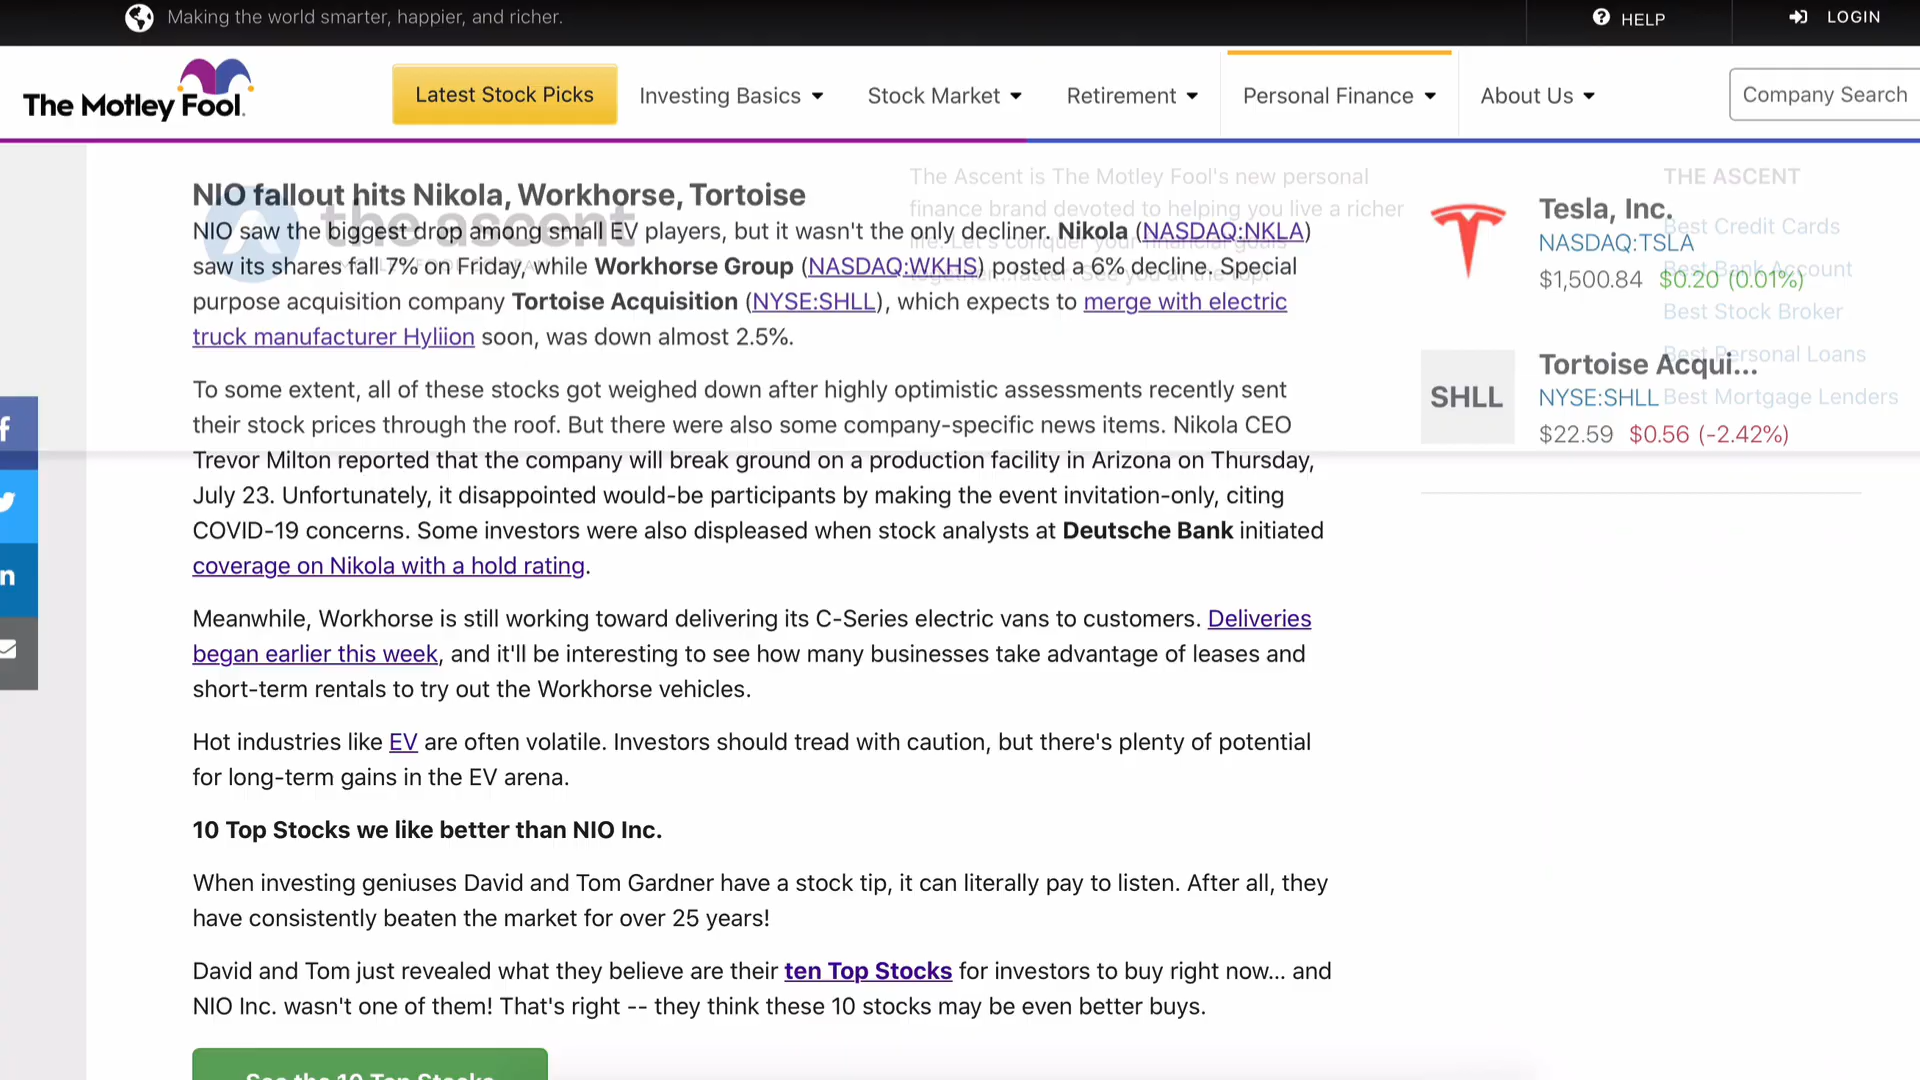 Making the world smarter, happier, and richer.
HELP
LOGIN
The Motley Fool.
Latest Stock Picks
Investing Basics
Stock Market
Retirement
Personal Finance
About Us
Company Search
NIO fallout hits Nikola, Workhorse, Tortoise
NIO saw the biggest drop among small EV players, but it wasn't the only decliner. Nikola (NASDAQ:NKLA)
saw its shares fall 7% on Friday, while Workhorse Group (NASDAQ:WKHS) posted a 6% decline. Special
purpose acquisition company Tortoise Acquisition (NYSE:SHLL), which expects to merge with electric
truck manufacturer Hyliion soon, was down almost 2.5%.
To some extent, all of these stocks got weighed down after highly optimistic assessments recently sent
their stock prices through the roof. But there were also some company-specific news items. Nikola CEO
Trevor Milton reported that the company will break ground on a production facility in Arizona on Thursday,
July 23. Unfortunately, it disappointed would-be participants by making the event invitation-only, citing
COVID-19 concerns. Some investors were also displeased when stock analysts at Deutsche Bank initiated
coverage on Nikola with a hold rating.
Meanwhile, Workhorse is still working toward delivering its C-Series electric vans to customers. Deliveries
began earlier this week, and it'll be interesting to see how many businesses take advantage of leases and
short-term rentals to try out the Workhorse vehicles.
Hot industries like EV are often volatile. Investors should tread with caution, but there's plenty of potential
for long-term gains in the EV arena.
10 Top Stocks we like better than NIO Inc.
When investing geniuses David and Tom Gardner have a stock tip, it can literally pay to listen. After all, they
have consistently beaten the market for over 25 years!
David and Tom just revealed what they believe are their ten Top Stocks for investors to buy right now... and
NIO Inc. wasn't one of them! That's right -- they think these 10 stocks may be even better buys.
See the 10 Top Stocks
the ascent
The Ascent is The Motley Fool's new personal
finance brand devoted to helping you live a richer
life. Let's conquer your financial goals
together...faster. See you at the top!
THE ASCENT
Best Credit Cards
Best Bank Account
Best Stock Broker
Best Personal Loans
Best Mortgage Lenders
Tesla, Inc.
NASDAQ:TSLA
$1,500.84 $0.20 (0.01%)
SHLL
Tortoise Acqui...
NYSE:SHLL
$22.59 $0.56 (-2.42%)